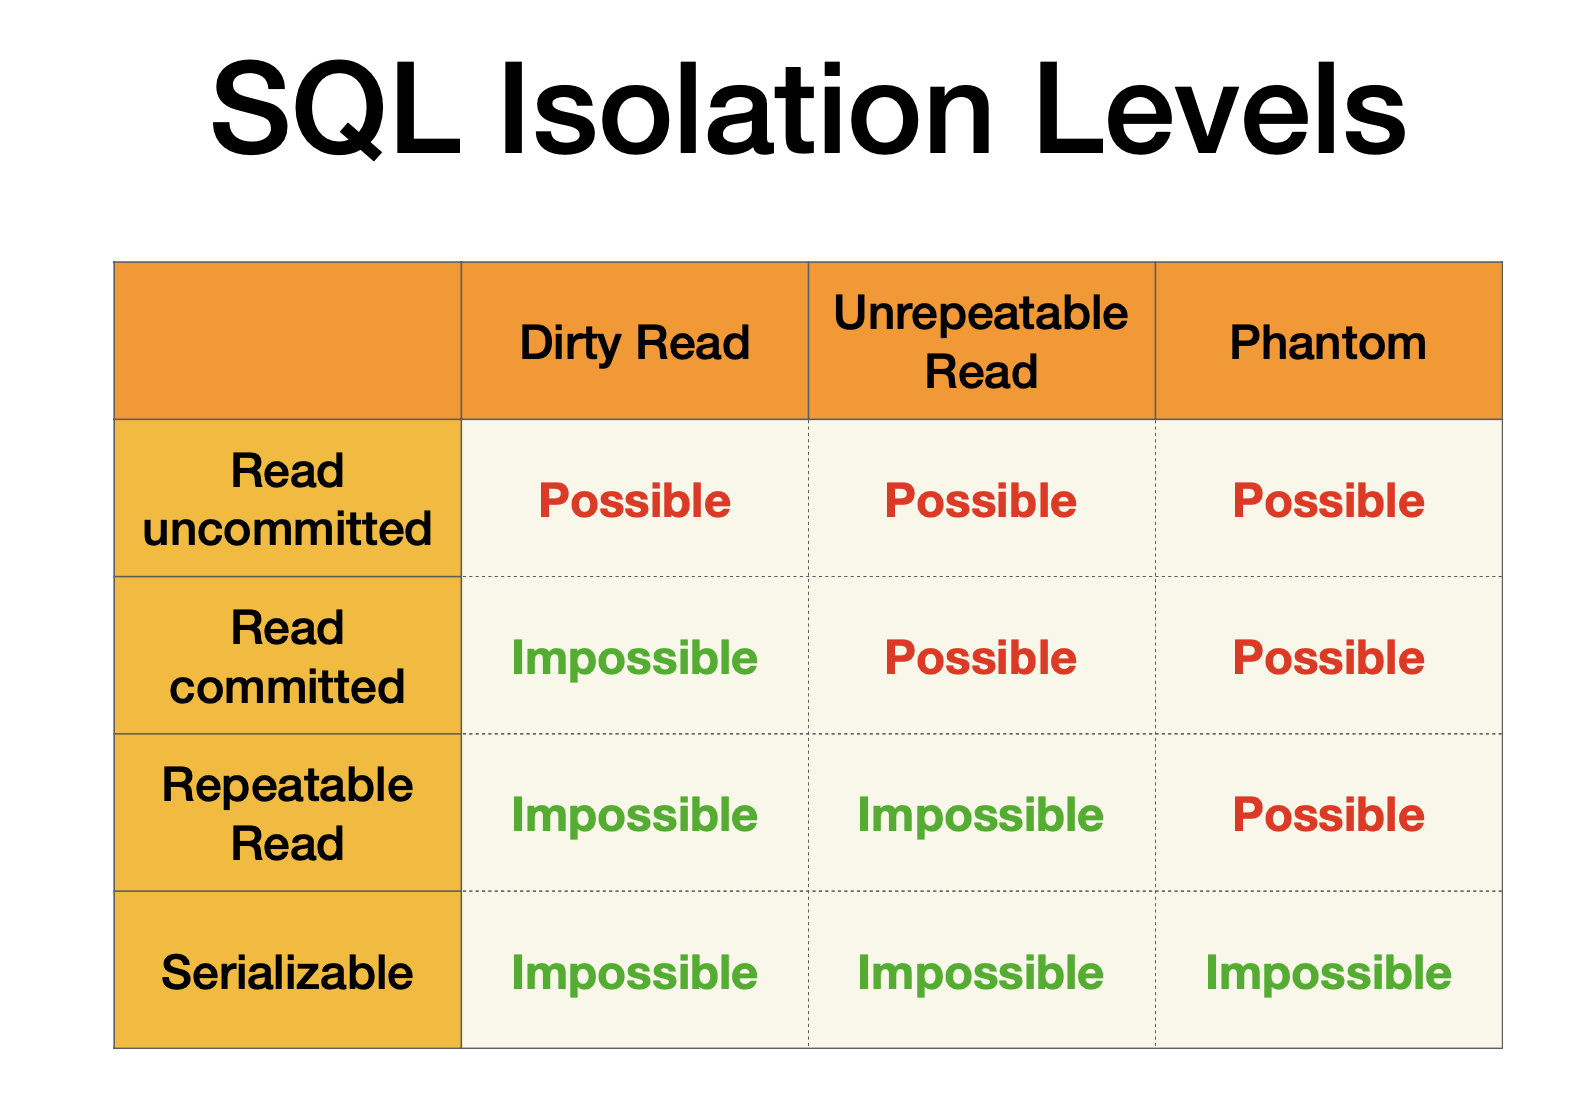 SQL Isolation Levels
Dirty Read
Unrepeatable
Read
Phantom
Read
uncommitted
Possible
Possible
Possible
Read
committed
Impossible
Possible
Possible
Repeatable
Read
Impossible
Impossible
Possible
Serializable
Impossible
Impossible
Impossible